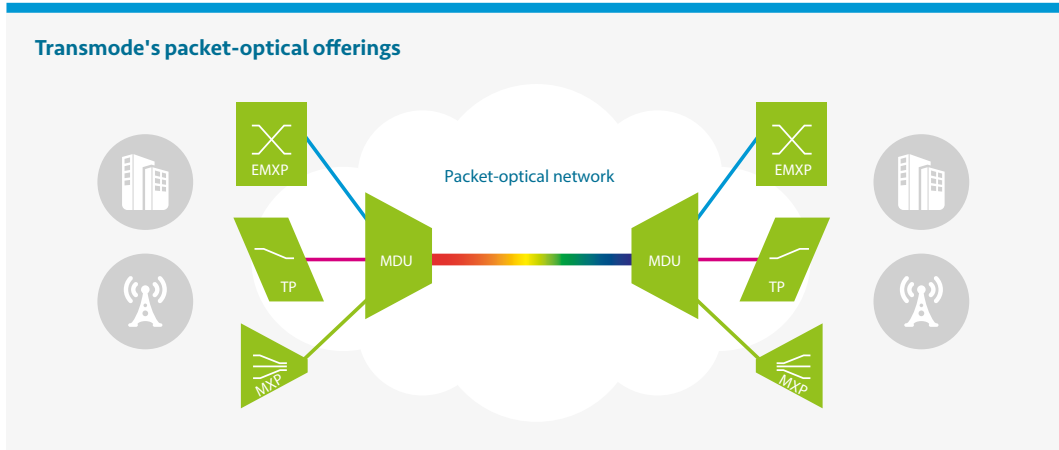 Transmode's packet-optical offerings
EMXP
EMXP
Packet-optical network
MDU
MDU
TP
TP
MXP
MXP